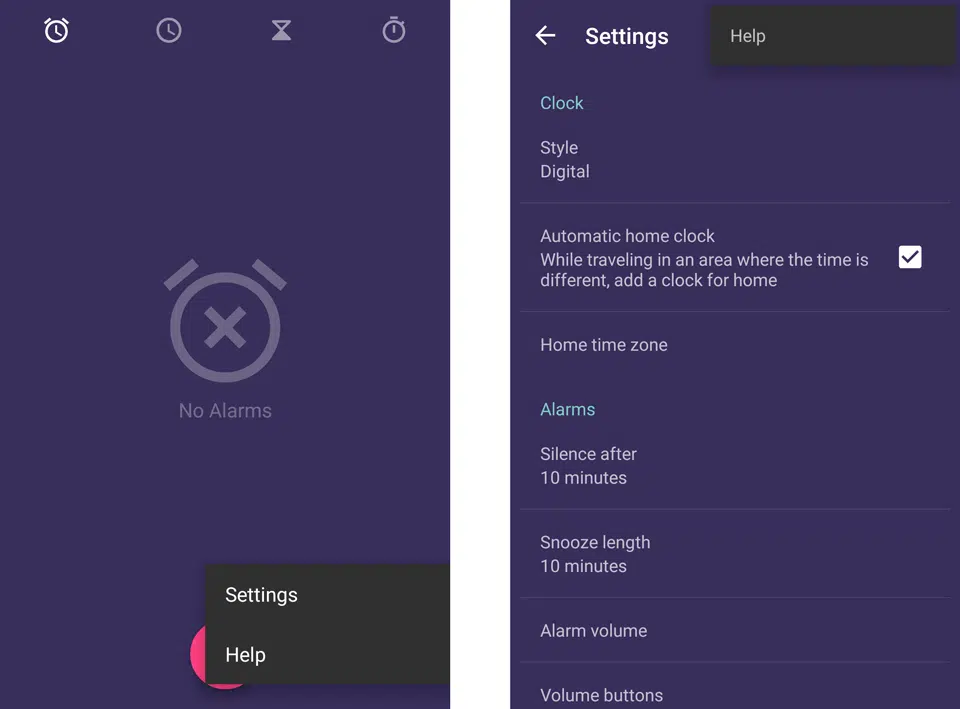 No Alarms
Settings
Help
Settings
Help
Clock
Style
Digital
Automatic home clock
While traveling in an area where the time is
different, add a clock for home
Home time zone
Alarms
Silence after
10 minutes
Snooze length
10 minutes
Alarm volume
Volume buttons